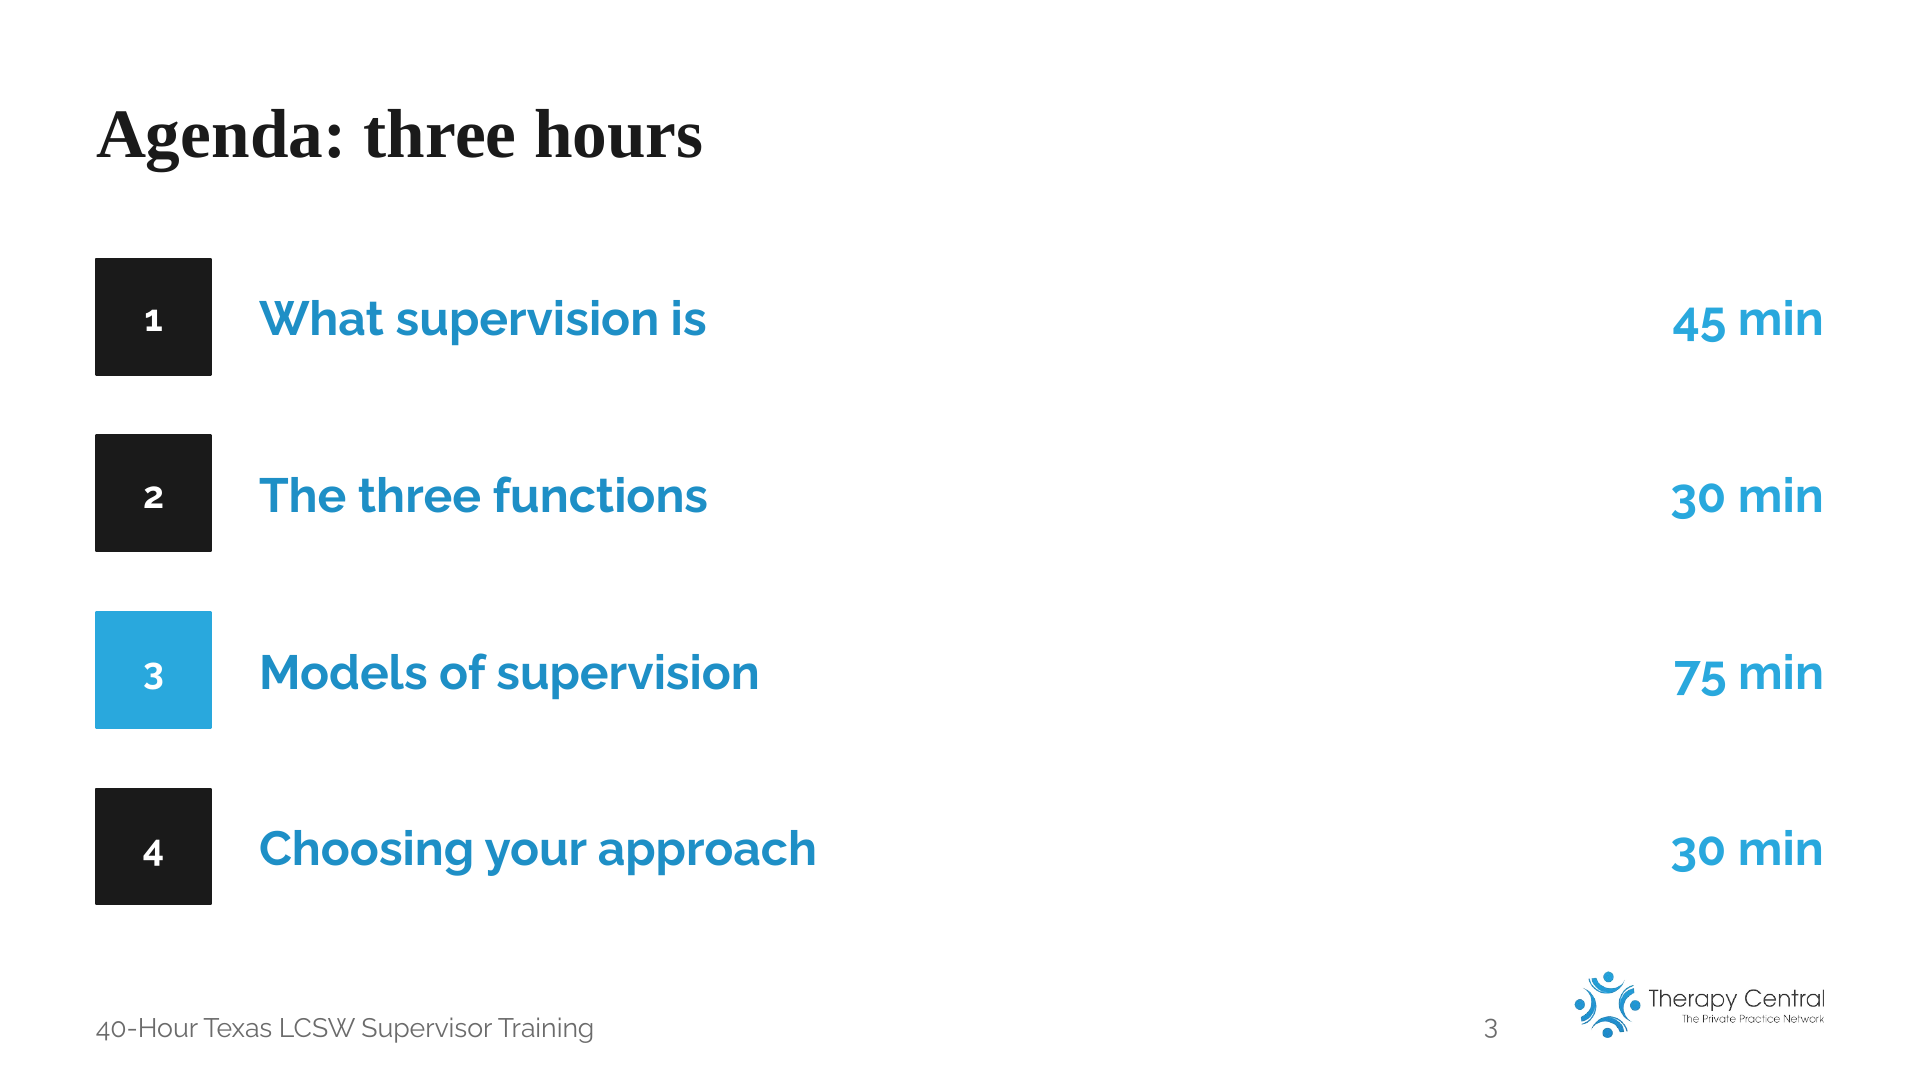 Agenda: three hours
1 What supervision is 45 min
2 The three functions 30 min
3 Models of supervision 75 min
4 Choosing your approach 30 min
40-Hour Texas LCSW Supervisor Training 3
Therapy Central
The Private Practice Network